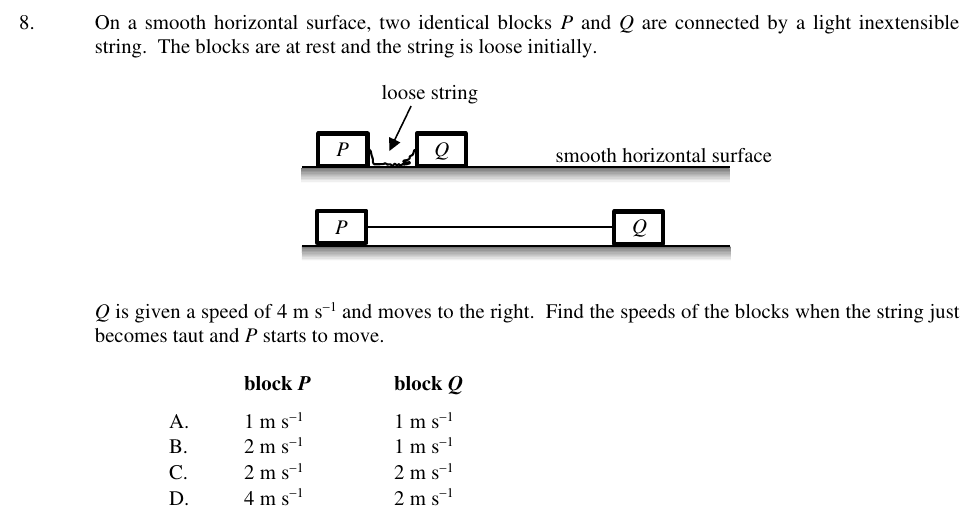 8. On a smooth horizontal surface, two identical blocks P and Q are connected by a light inextensible
string. The blocks are at rest and the string is loose initially.
loose string
P Q
smooth horizontal surface
P Q
Q is given a speed of 4 m s⁻¹ and moves to the right. Find the speeds of the blocks when the string just
becomes taut and P starts to move.
block P block Q
A. 1 m s⁻¹ 1 m s⁻¹
B. 2 m s⁻¹ 1 m s⁻¹
C. 2 m s⁻¹ 2 m s⁻¹
D. 4 m s⁻¹ 2 m s⁻¹